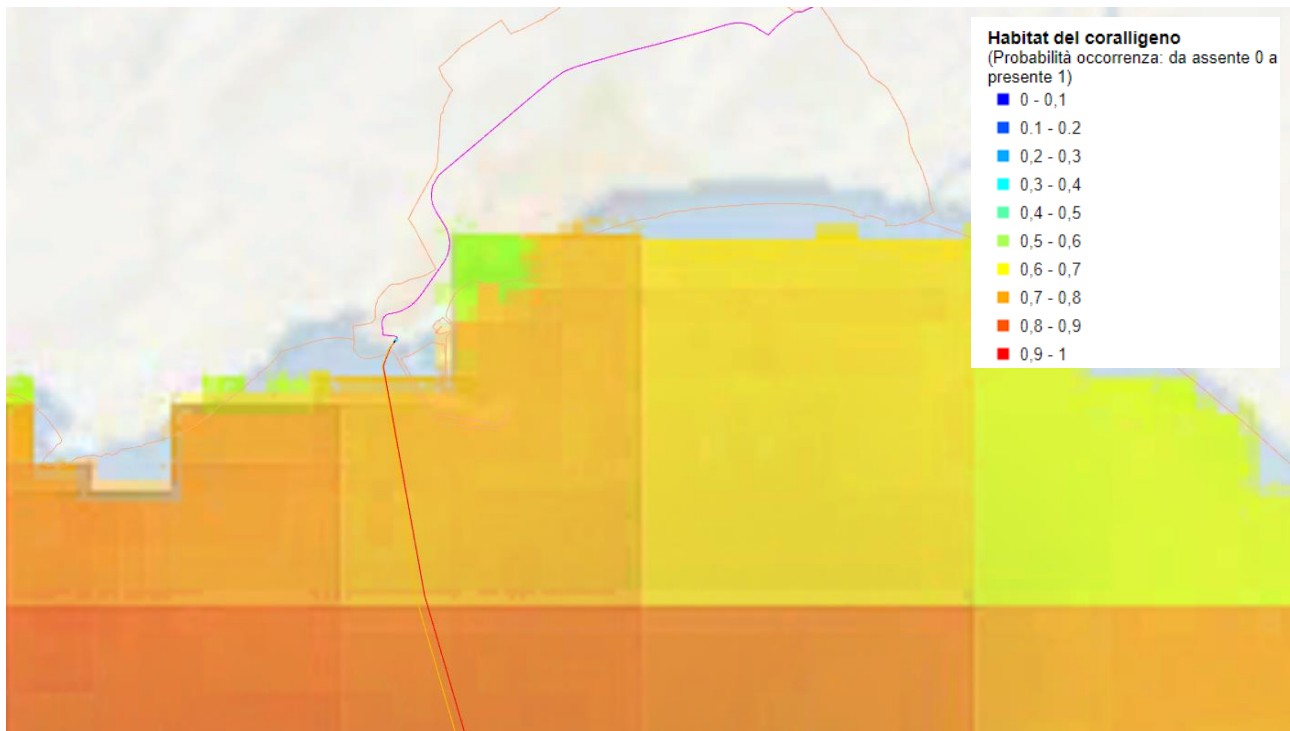 Habitat del coralligeno
(Probabilità occorrenza: da assente 0 a
presente 1)
0 - 0,1
0.1 - 0.2
0,2 - 0,3
0,3 - 0,4
0,4 - 0,5
0,5 - 0,6
0,6 - 0,7
0,7 - 0,8
0,8 - 0,9
0,9 - 1